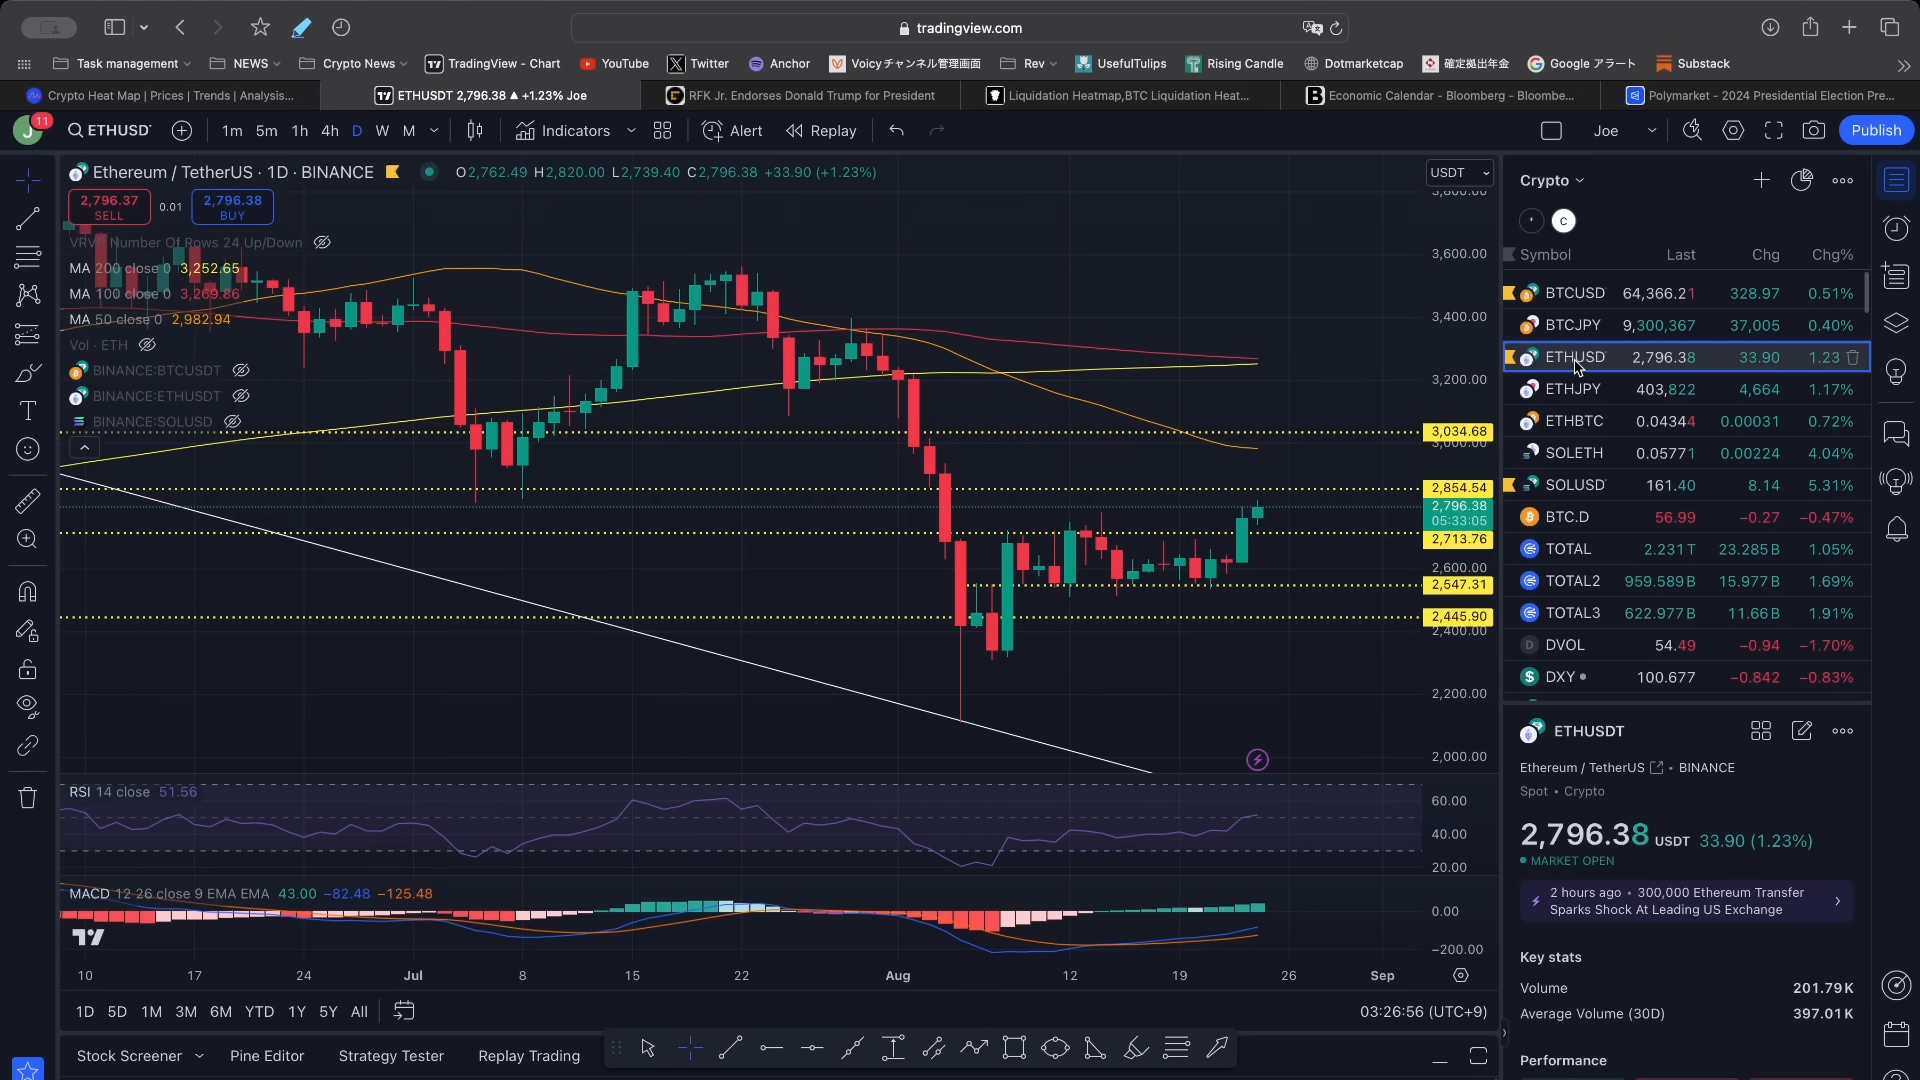 tradingview.com
Task management
NEWS
Crypto News
TradingView - Chart
YouTube
Twitter
Anchor
Voicyチャンネル管理画面
Rev
UsefulTulips
Rising Candle
Dotmarketcap
確定拠出年金
Google アラート
Substack
Crypto Heat Map | Prices | Trends | Analysis...
ETHUSDT 2,796.38 ▲ +1.23% Joe
RFK Jr. Endorses Donald Trump for President
Liquidation Heatmap,BTC Liquidation Heat...
Economic Calendar - Bloomberg - Bloombe...
Polymarket - 2024 Presidential Election Pre...
J 11
ETHUSD
1m 5m 1h 4h D W M
Indicators
Alert
Replay
Joe
Publish
Ethereum / TetherUS · 1D · BINANCE
O2,762.49 H2,820.00 L2,739.40 C2,796.38 +33.90 (+1.23%)
2,796.37
SELL
0.01
2,796.38
BUY
VRVP Number Of Rows 24 Up/Down
MA 200 close 0 3,252.65
MA 100 close 0 3,269.86
MA 50 close 0 2,982.94
Vol · ETH
BINANCE:BTCUSDT
BINANCE:ETHUSDT
BINANCE:SOLUSD
USDT
3,800.00
3,600.00
3,400.00
3,200.00
3,034.68
3,000.00
2,854.54
2,796.38
05:33:05
2,713.76
2,600.00
2,547.31
2,445.90
2,400.00
2,200.00
2,000.00
RSI 14 close 51.56
60.00
40.00
20.00
MACD 12 26 close 9 EMA EMA 43.00 −82.48 −125.48
0.00
−200.00
10 17 24 Jul 8 15 22 Aug 12 19 26 Sep
1D 5D 1M 3M 6M YTD 1Y 5Y All
03:26:56 (UTC+9)
Stock Screener
Pine Editor
Strategy Tester
Replay Trading
Crypto
C
Symbol Last Chg Chg%
BTCUSD 64,366.21 328.97 0.51%
BTCJPY 9,300,367 37,005 0.40%
ETHUSD 2,796.38 33.90 1.23
ETHJPY 403,822 4,664 1.17%
ETHBTC 0.04344 0.00031 0.72%
SOLETH 0.05771 0.00224 4.04%
SOLUSD 161.40 8.14 5.31%
BTC.D 56.99 −0.27 −0.47%
TOTAL 2.231T 23.285B 1.05%
TOTAL2 959.589B 15.977B 1.69%
TOTAL3 622.977B 11.66B 1.91%
DVOL 54.49 −0.94 −1.70%
DXY 100.677 −0.842 −0.83%
ETHUSDT
Ethereum / TetherUS • BINANCE
Spot • Crypto
2,796.38 USDT 33.90 (1.23%)
MARKET OPEN
2 hours ago • 300,000 Ethereum Transfer
Sparks Shock At Leading US Exchange
Key stats
Volume 201.79K
Average Volume (30D) 397.01K
Performance